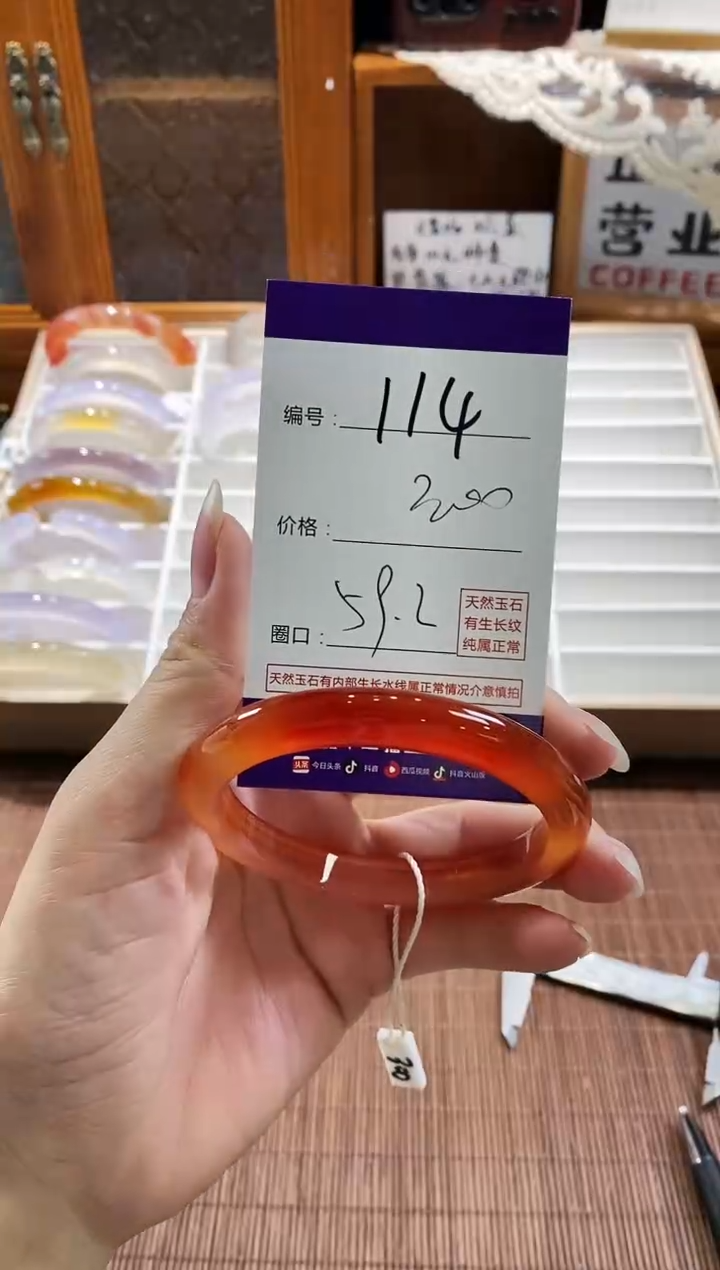 营业
COFFEE
编号：114
200
价格：
圈口：59.2
天然玉石
有生长纹
纯属正常
天然玉石有内部生长水线属正常情况介意慎拍
头条 今日头条 抖音 西瓜视频 抖音火山版